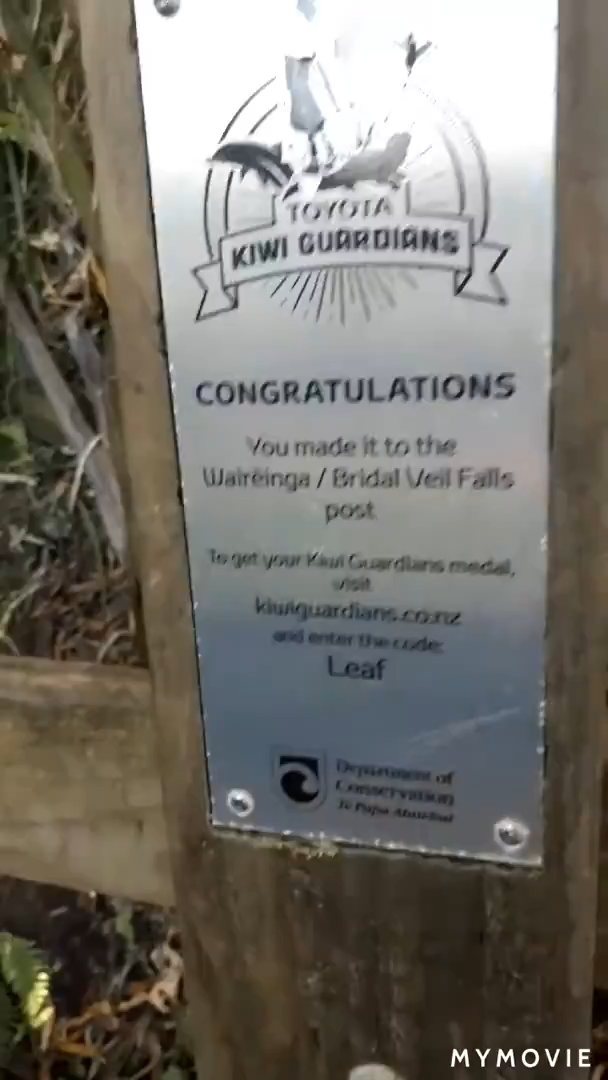 TOYOTA
KIWI GUARDIANS
CONGRATULATIONS
You made it to the
Wairēinga / Bridal Veil Falls
post
To get your Kiwi Guardians medal,
visit
kiwiguardians.co.nz
and enter the code:
Leaf
Department of
Conservation
Te Papa Atawhai
MYMOVIE